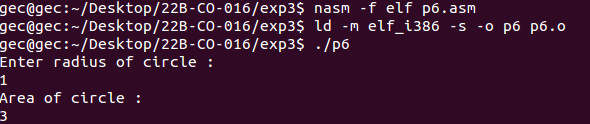 gec@gec:~/Desktop/22B-CO-016/exp3$ nasm -f elf p6.asm
gec@gec:~/Desktop/22B-CO-016/exp3$ ld -m elf_i386 -s -o p6 p6.o
gec@gec:~/Desktop/22B-CO-016/exp3$ ./p6
Enter radius of circle :
1
Area of circle :
3